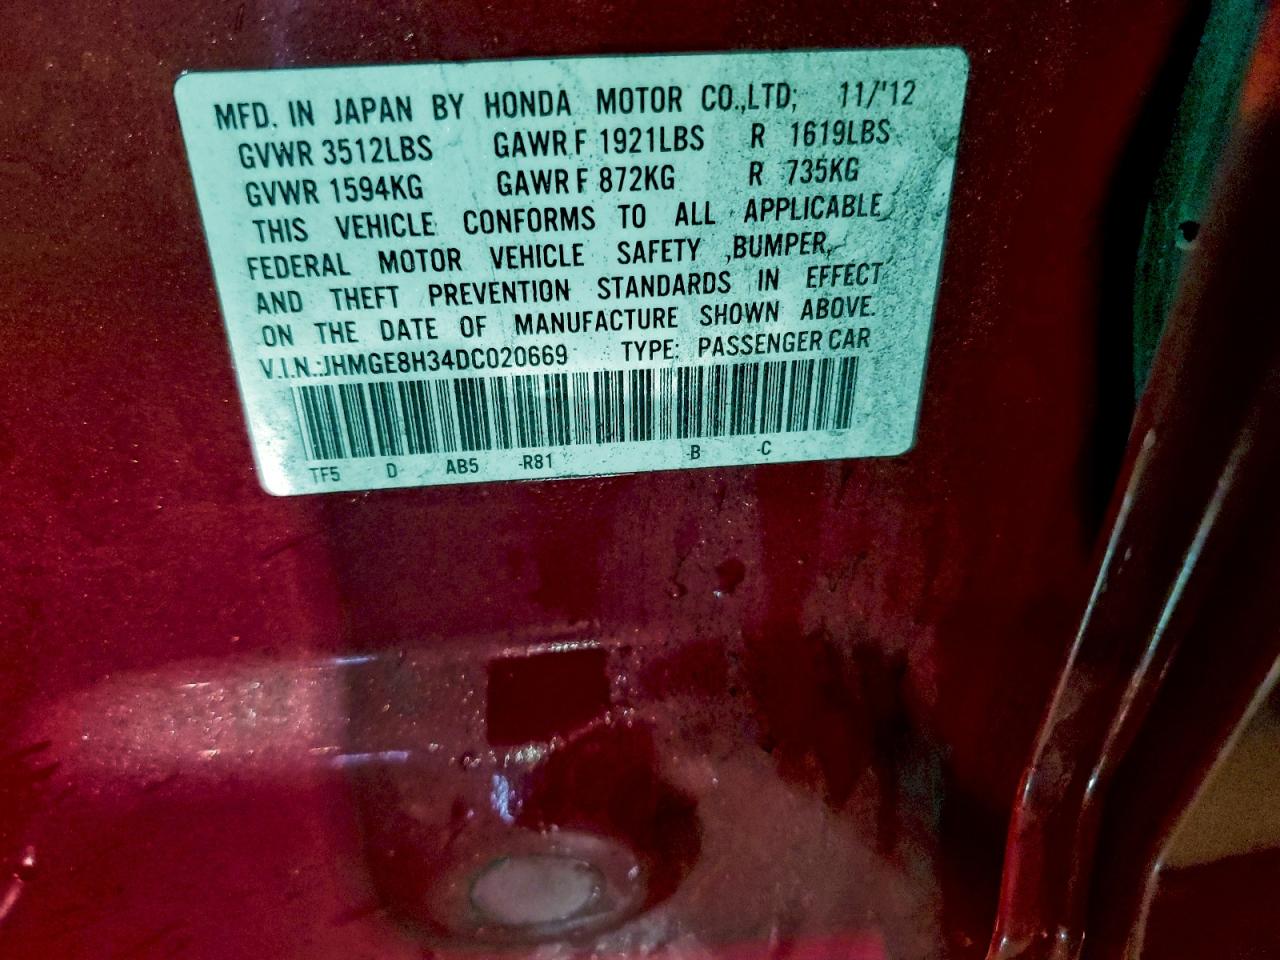 MFD. IN JAPAN BY HONDA MOTOR CO.,LTD; 11/'12
GVWR 3512LBS GAWR F 1921LBS R 1619LBS
GVWR 1594KG GAWR F 872KG R 735KG
THIS VEHICLE CONFORMS TO ALL APPLICABLE
FEDERAL MOTOR VEHICLE SAFETY ,BUMPER,
AND THEFT PREVENTION STANDARDS IN EFFECT
ON THE DATE OF MANUFACTURE SHOWN ABOVE.
V.I.N.:JHMGE8H34DC020669 TYPE: PASSENGER CAR
TF5 D AB5 -R81 -B -C